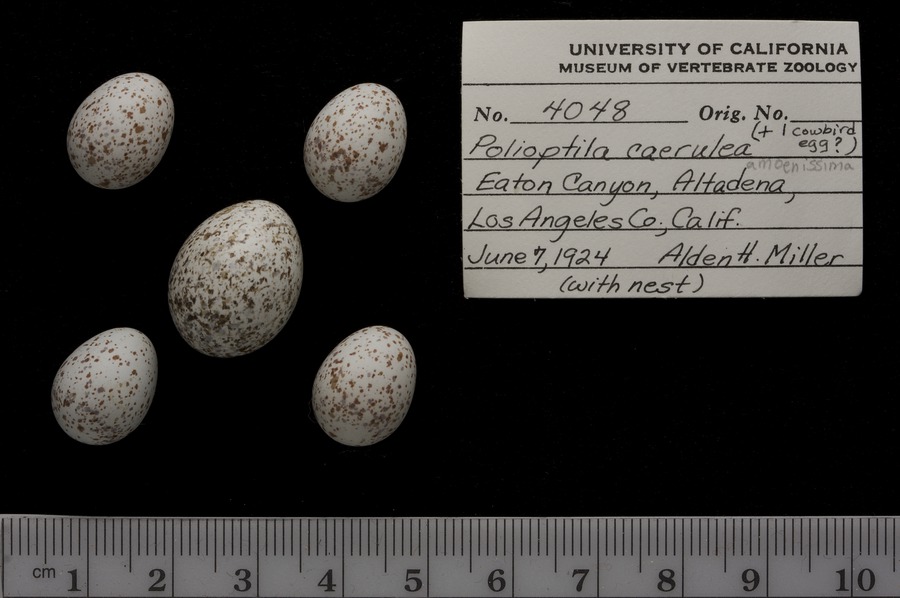 UNIVERSITY OF CALIFORNIA
MUSEUM OF VERTEBRATE ZOOLOGY
No. 4048 Orig. No.
(+ 1 cowbird
egg?)
Polioptila caerulea
amoenissima
Eaton Canyon, Altadena,
Los Angeles Co., Calif.
June 7, 1924 Alden H. Miller
(with nest)
cm 1 2 3 4 5 6 7 8 9 10